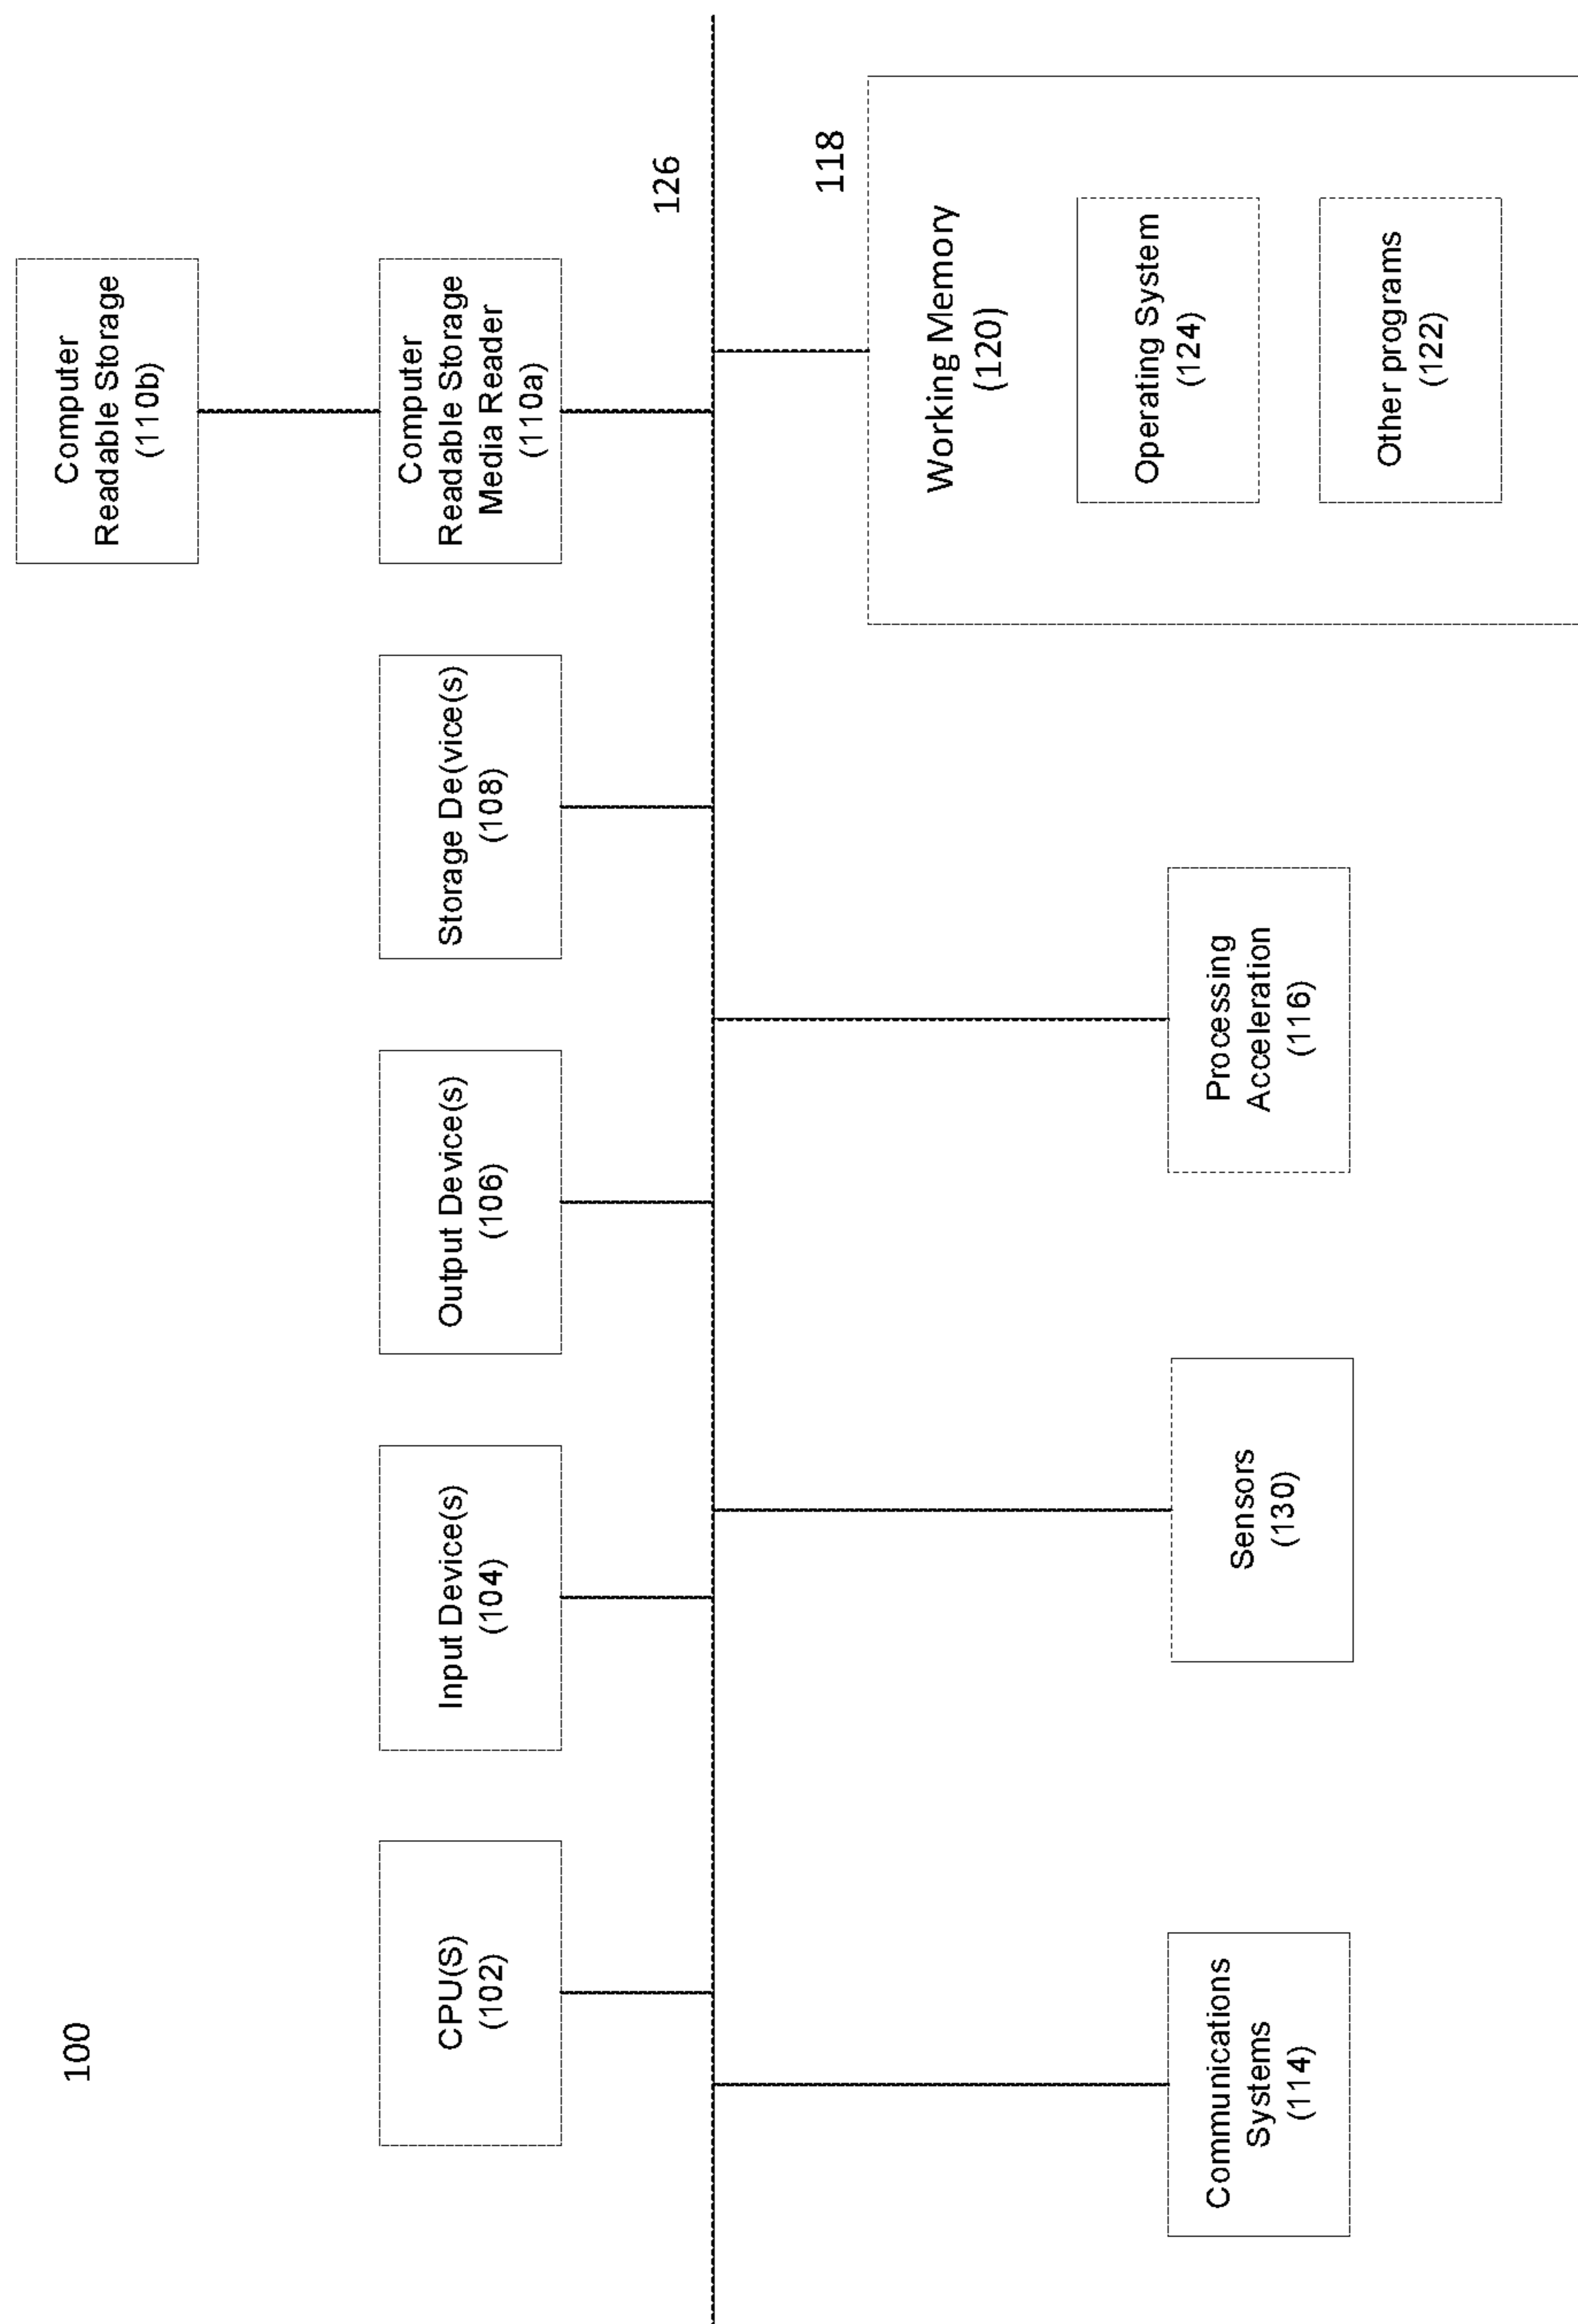 100
Computer
Readable Storage
(110b)
CPU(S)
(102)
Input Device(s)
(104)
Output Device(s)
(106)
Storage De(vice(s)
(108)
Computer
Readable Storage
Media Reader
(110a)
126
118
Communications
Systems
(114)
Sensors
(130)
Processing
Acceleration
(116)
Working Memory
(120)
Operating System
(124)
Other programs
(122)